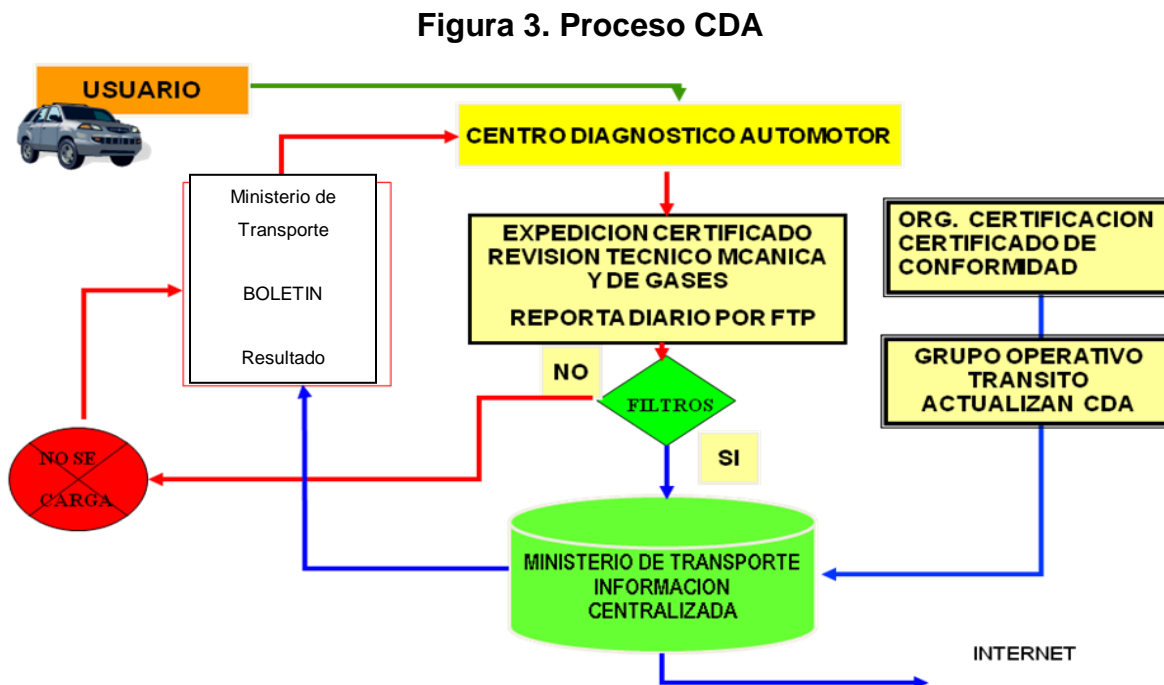 Figura 3. Proceso CDA
USUARIO
CENTRO DIAGNOSTICO AUTOMOTOR
Ministerio de
Transporte
BOLETIN
Resultado
EXPEDICION CERTIFICADO
REVISION TECNICO MCANICA
Y DE GASES
REPORTA DIARIO POR FTP
ORG. CERTIFICACION
CERTIFICADO DE
CONFORMIDAD
GRUPO OPERATIVO
TRANSITO
ACTUALIZAN CDA
NO
FILTROS
SI
NO SE
CARGA
MINISTERIO DE TRANSPORTE
INFORMACION
CENTRALIZADA
INTERNET